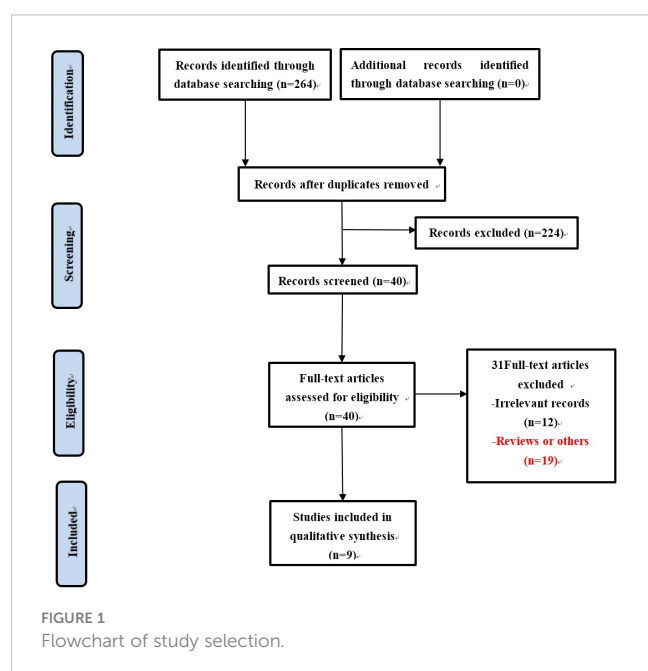 Identification
Records identified through
database searching (n=264)
Additional records identified
through database searching (n=0)
Records after duplicates removed
Screening
Records excluded (n=224)
Records screened (n=40)
Eligibility
Full-text articles
assessed for eligibility
(n=40)
31Full-text articles
excluded
-Irrelevant records
(n=12)
-Reviews or others
(n=19)
Included
Studies included in
qualitative synthesis
(n=9)
FIGURE 1
Flowchart of study selection.